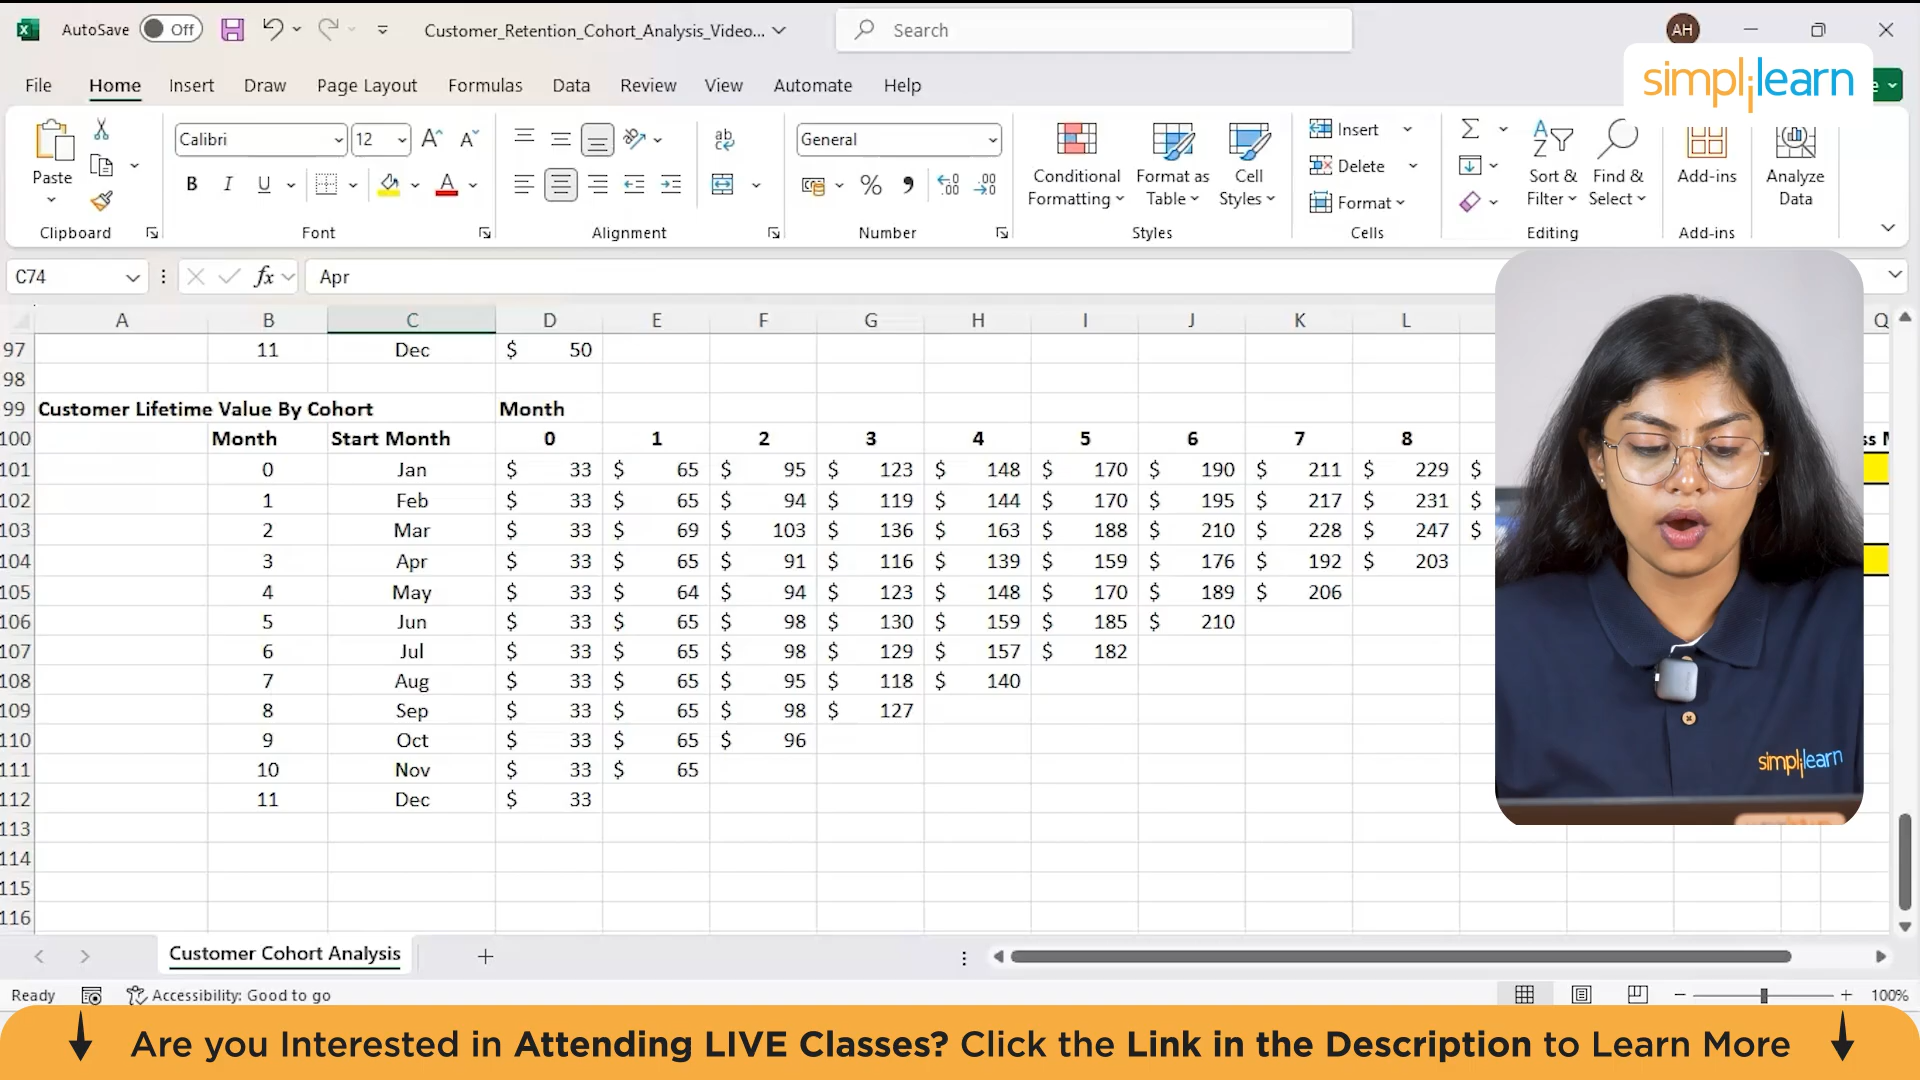 AutoSave Off Customer_Retention_Cohort_Analysis_Video... Search AH
simplilearn
File Home Insert Draw Page Layout Formulas Data Review View Automate Help
Paste Calibri 12 General Conditional Formatting Format as Table Cell Styles Insert Delete Format Sort & Filter Find & Select Add-ins Analyze Data
Clipboard Font Alignment Number Styles Cells Editing Add-ins
C74 fx Apr
A B C D E F G H I J K L Q
97 11 Dec $ 50
98
99 Customer Lifetime Value By Cohort Month
100 Month Start Month 0 1 2 3 4 5 6 7 8
101 0 Jan $ 33 $ 65 $ 95 $ 123 $ 148 $ 170 $ 190 $ 211 $ 229 $
102 1 Feb $ 33 $ 65 $ 94 $ 119 $ 144 $ 170 $ 195 $ 217 $ 231 $
103 2 Mar $ 33 $ 69 $ 103 $ 136 $ 163 $ 188 $ 210 $ 228 $ 247 $
104 3 Apr $ 33 $ 65 $ 91 $ 116 $ 139 $ 159 $ 176 $ 192 $ 203
105 4 May $ 33 $ 64 $ 94 $ 123 $ 148 $ 170 $ 189 $ 206
106 5 Jun $ 33 $ 65 $ 98 $ 130 $ 159 $ 185 $ 210
107 6 Jul $ 33 $ 65 $ 98 $ 129 $ 157 $ 182
108 7 Aug $ 33 $ 65 $ 95 $ 118 $ 140
109 8 Sep $ 33 $ 65 $ 98 $ 127
110 9 Oct $ 33 $ 65 $ 96
111 10 Nov $ 33 $ 65
112 11 Dec $ 33
113
114
115
116
simplilearn
Customer Cohort Analysis
Ready Accessibility: Good to go 100%
Are you Interested in Attending LIVE Classes? Click the Link in the Description to Learn More